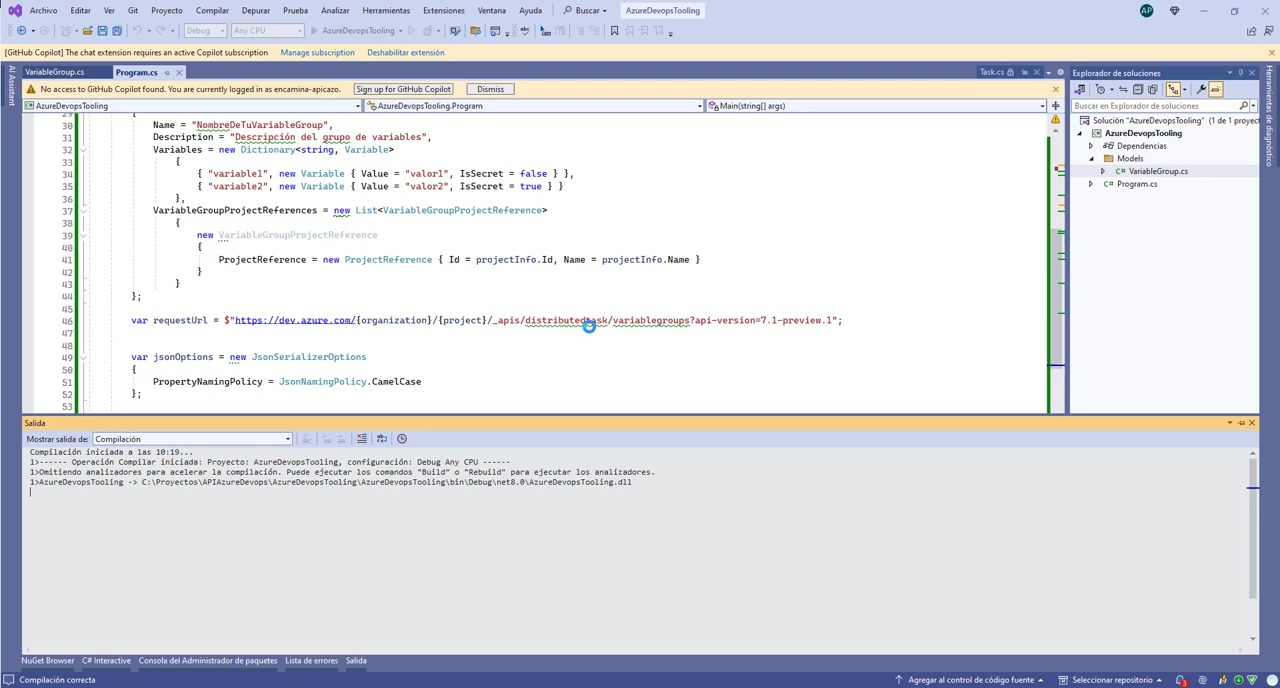 Archivo Editar Ver Git Proyecto Compilar Depurar Prueba Analizar Herramientas Extensiones Ventana Ayuda Buscar AzureDevopsTooling AP
Debug Any CPU AzureDevopsTooling
[GitHub Copilot] The chat extension requires an active Copilot subscription Manage subscription Deshabilitar extensión
AI Assistant
VariableGroup.cs Program.cs Task.cs
No access to GitHub Copilot found. You are currently logged in as encamina-apicazo. Sign up for GitHub Copilot Dismiss
AzureDevopsTooling AzureDevopsTooling.Program Main(string[] args)
29 {
30 Name = "NombreDeTuVariableGroup",
31 Description = "Descripción del grupo de variables",
32 Variables = new Dictionary<string, Variable>
33 {
34 { "variable1", new Variable { Value = "valor1", IsSecret = false } },
35 { "variable2", new Variable { Value = "valor2", IsSecret = true } }
36 },
37 VariableGroupProjectReferences = new List<VariableGroupProjectReference>
38 {
39 new VariableGroupProjectReference
40 {
41 ProjectReference = new ProjectReference { Id = projectInfo.Id, Name = projectInfo.Name }
42 }
43 }
44 };
45
46 var requestUrl = $"https://dev.azure.com/{organization}/{project}/_apis/distributedtask/variablegroups?api-version=7.1-preview.1";
47
48
49 var jsonOptions = new JsonSerializerOptions
50 {
51 PropertyNamingPolicy = JsonNamingPolicy.CamelCase
52 };
53
Explorador de soluciones
Buscar en Explorador de soluciones
Solución "AzureDevopsTooling" (1 de 1 proyec
AzureDevopsTooling
Dependencias
Models
VariableGroup.cs
Program.cs
Herramientas de diagnóstico
Salida
Mostrar salida de: Compilación
Compilación iniciada a las 10:19...
1>------ Operación Compilar iniciada: Proyecto: AzureDevopsTooling, configuración: Debug Any CPU ------
1>Omitiendo analizadores para acelerar la compilación. Puede ejecutar los comandos "Build" o "Rebuild" para ejecutar los analizadores.
1>AzureDevopsTooling -> C:\Proyectos\APIAzureDevops\AzureDevopsTooling\AzureDevopsTooling\bin\Debug\net8.0\AzureDevopsTooling.dll
NuGet Browser C# Interactive Consola del Administrador de paquetes Lista de errores Salida
Compilación correcta Agregar al control de código fuente Seleccionar repositorio